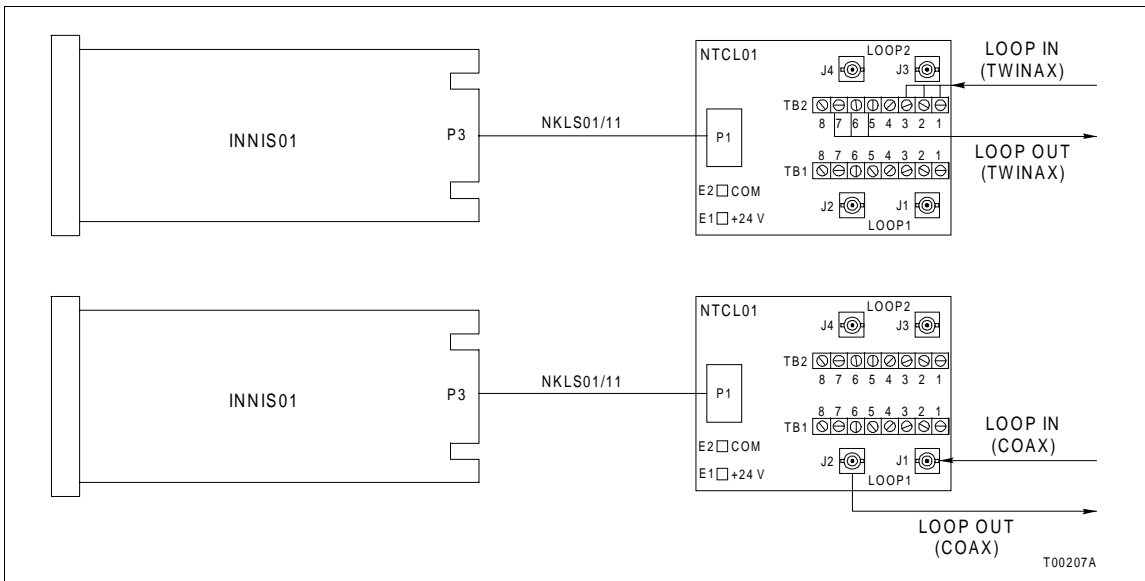 NTCL01
LOOP2
J4 J3
LOOP IN
(TWINAX)
TB2
8 7 6 5 4 3 2 1
INNIS01
P3
NKLS01/11
P1
LOOP OUT
(TWINAX)
8 7 6 5 4 3 2 1
TB1
E2 COM
J2 J1
E1 +24 V
LOOP1
NTCL01
LOOP2
J4 J3
TB2
8 7 6 5 4 3 2 1
INNIS01
P3
NKLS01/11
P1
8 7 6 5 4 3 2 1
TB1
LOOP IN
(COAX)
E2 COM
J2 J1
E1 +24 V
LOOP1
LOOP OUT
(COAX)
T00207A